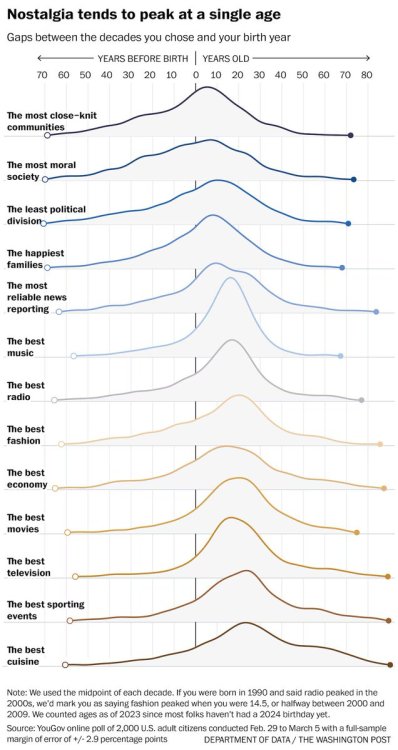 Nostalgia tends to peak at a single age
Gaps between the decades you chose and your birth year
YEARS BEFORE BIRTH YEARS OLD
70 60 50 40 30 20 10 0 10 20 30 40 50 60 70 80
The most close-knit
communities
The most moral
society
The least political
division
The happiest
families
The most
reliable news
reporting
The best
music
The best
radio
The best
fashion
The best
economy
The best
movies
The best
television
The best sporting
events
The best
cuisine
Note: We used the midpoint of each decade. If you were born in 1990 and said radio peaked in the
2000s, we'd mark you as saying fashion peaked when you were 14.5, or halfway between 2000 and
2009. We counted ages as of 2023 since most folks haven't had a 2024 birthday yet.
Source: YouGov online poll of 2,000 U.S. adult citizens conducted Feb. 29 to March 5 with a full-sample
margin of error of +/- 2.9 percentage points DEPARTMENT OF DATA / THE WASHINGTON POST